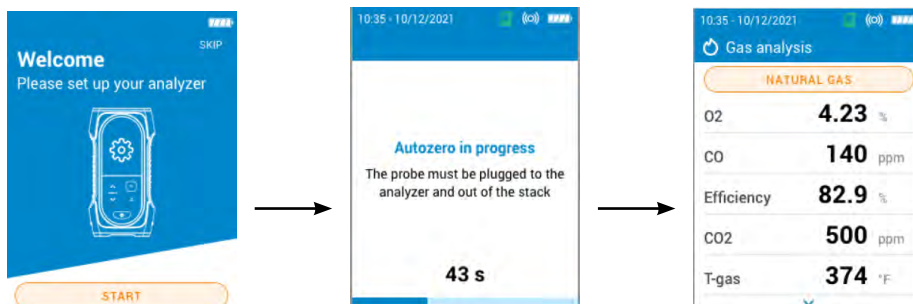 SKIP
Welcome
Please set up your analyzer
START
10:35 - 10/12/2021
Autozero in progress
The probe must be plugged to the
analyzer and out of the stack
43 s
10:35 - 10/12/2021
Gas analysis
NATURAL GAS
O2 4.23 %
CO 140 ppm
Efficiency 82.9 %
CO2 500 ppm
T-gas 374 °F